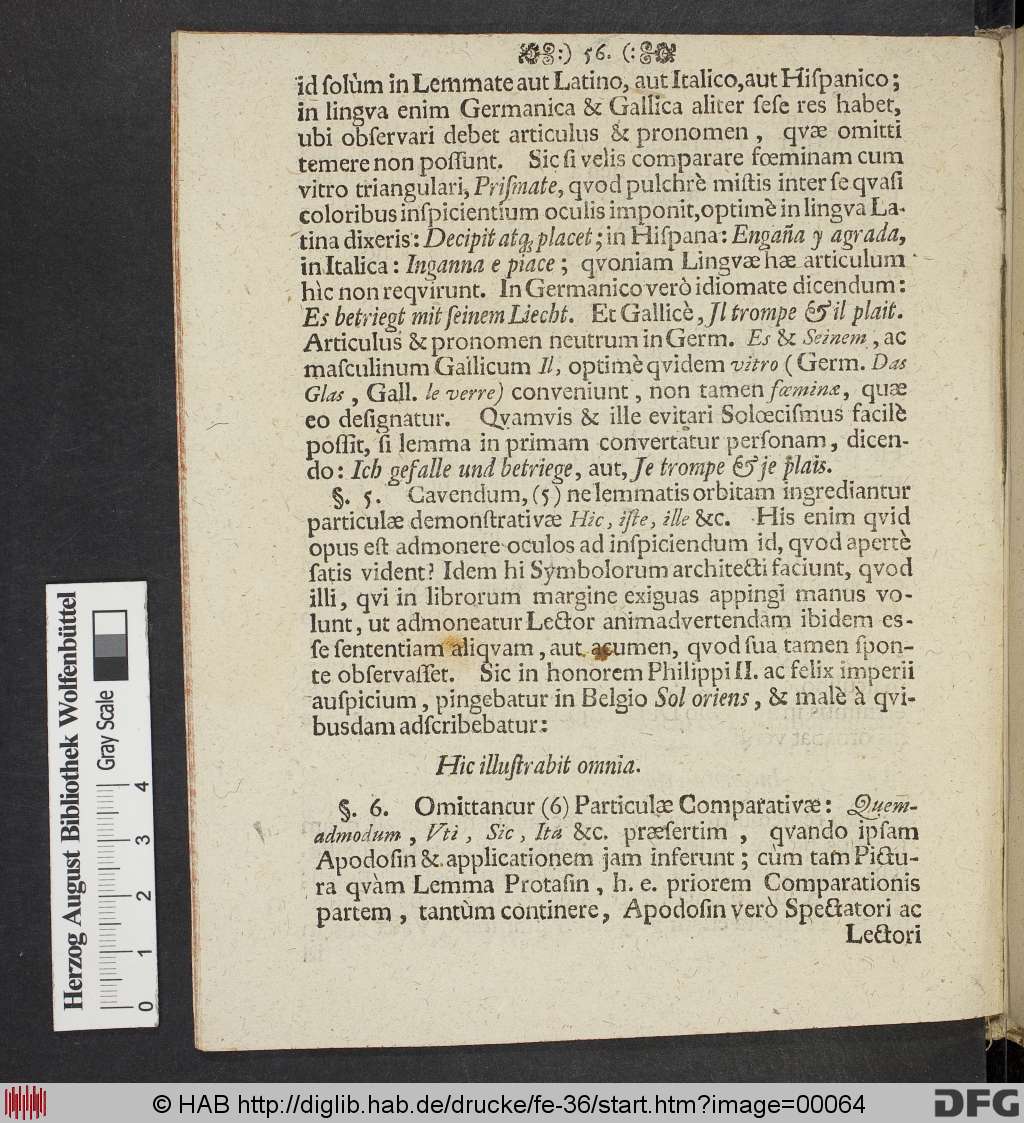 :) 56. (:
id ſolùm in Lemmate aut Latino, aut Italico, aut Hiſpanico;
in lingva enim Germanica & Gallica aliter ſeſe res habet,
ubi obſervari debet articulus & pronomen, qvæ omitti
temere non poſſunt. Sic ſi velis comparare fœminam cum
vitro triangulari, Priſmate, qvod pulchrè miſtis inter ſe qvaſi
coloribus inſpicientium oculis imponit, optimè in lingva La-
tina dixeris: Decipit atq; placet; in Hiſpana: Engaña y agrada,
in Italica: Inganna e piace; qvoniam Lingvæ hæ articulum
hìc non reqvirunt. In Germanico verò idiomate dicendum:
Es betriegt mit ſeinem Liecht. Et Gallicè, Jl trompe & il plait.
Articulus & pronomen neutrum in Germ. Es & Seinem, ac
maſculinum Gallicum Il, optimè qvidem vitro (Germ. Das
Glas, Gall. le verre) conveniunt, non tamen fœminæ, quæ
eo deſignatur. Qvamvis & ille evitari Solœciſmus facilè
poſſit, ſi lemma in primam convertatur perſonam, dicen-
do: Ich gefalle und betriege, aut, Je trompe & je plais.
§. 5. Cavendum, (5) ne lemmatis orbitam ingrediantur
particulæ demonſtrativæ Hic, iſte, ille &c. His enim qvid
opus eſt admonere oculos ad inſpiciendum id, qvod apertè
ſatis vident? Idem hi Symbolorum architecti faciunt, qvod
illi, qvi in librorum margine exiguas appingi manus vo-
lunt, ut admoneatur Lector animadvertendam ibidem eſ-
ſe ſententiam aliqvam, aut acumen, qvod ſua tamen ſpon-
te obſervaſſet. Sic in honorem Philippi II. ac felix imperii
auſpicium, pingebatur in Belgio Sol oriens, & malè à qvi-
busdam adſcribebatur:
Hic illuſtrabit omnia.
§. 6. Omittantur (6) Particulæ Comparativæ: Quem-
admodum, Vti, Sic, Ita &c. præſertim, qvando ipſam
Apodoſin & applicationem jam inferunt; cùm tam Pictu-
ra qvàm Lemma Protaſin, h. e. priorem Comparationis
partem, tantùm continere, Apodoſin verò Spectatori ac
Lectori
Herzog August Bibliothek Wolfenbüttel
Gray Scale
0 1 2 3 4
© HAB http://diglib.hab.de/drucke/fe-36/start.htm?image=00064
DFG